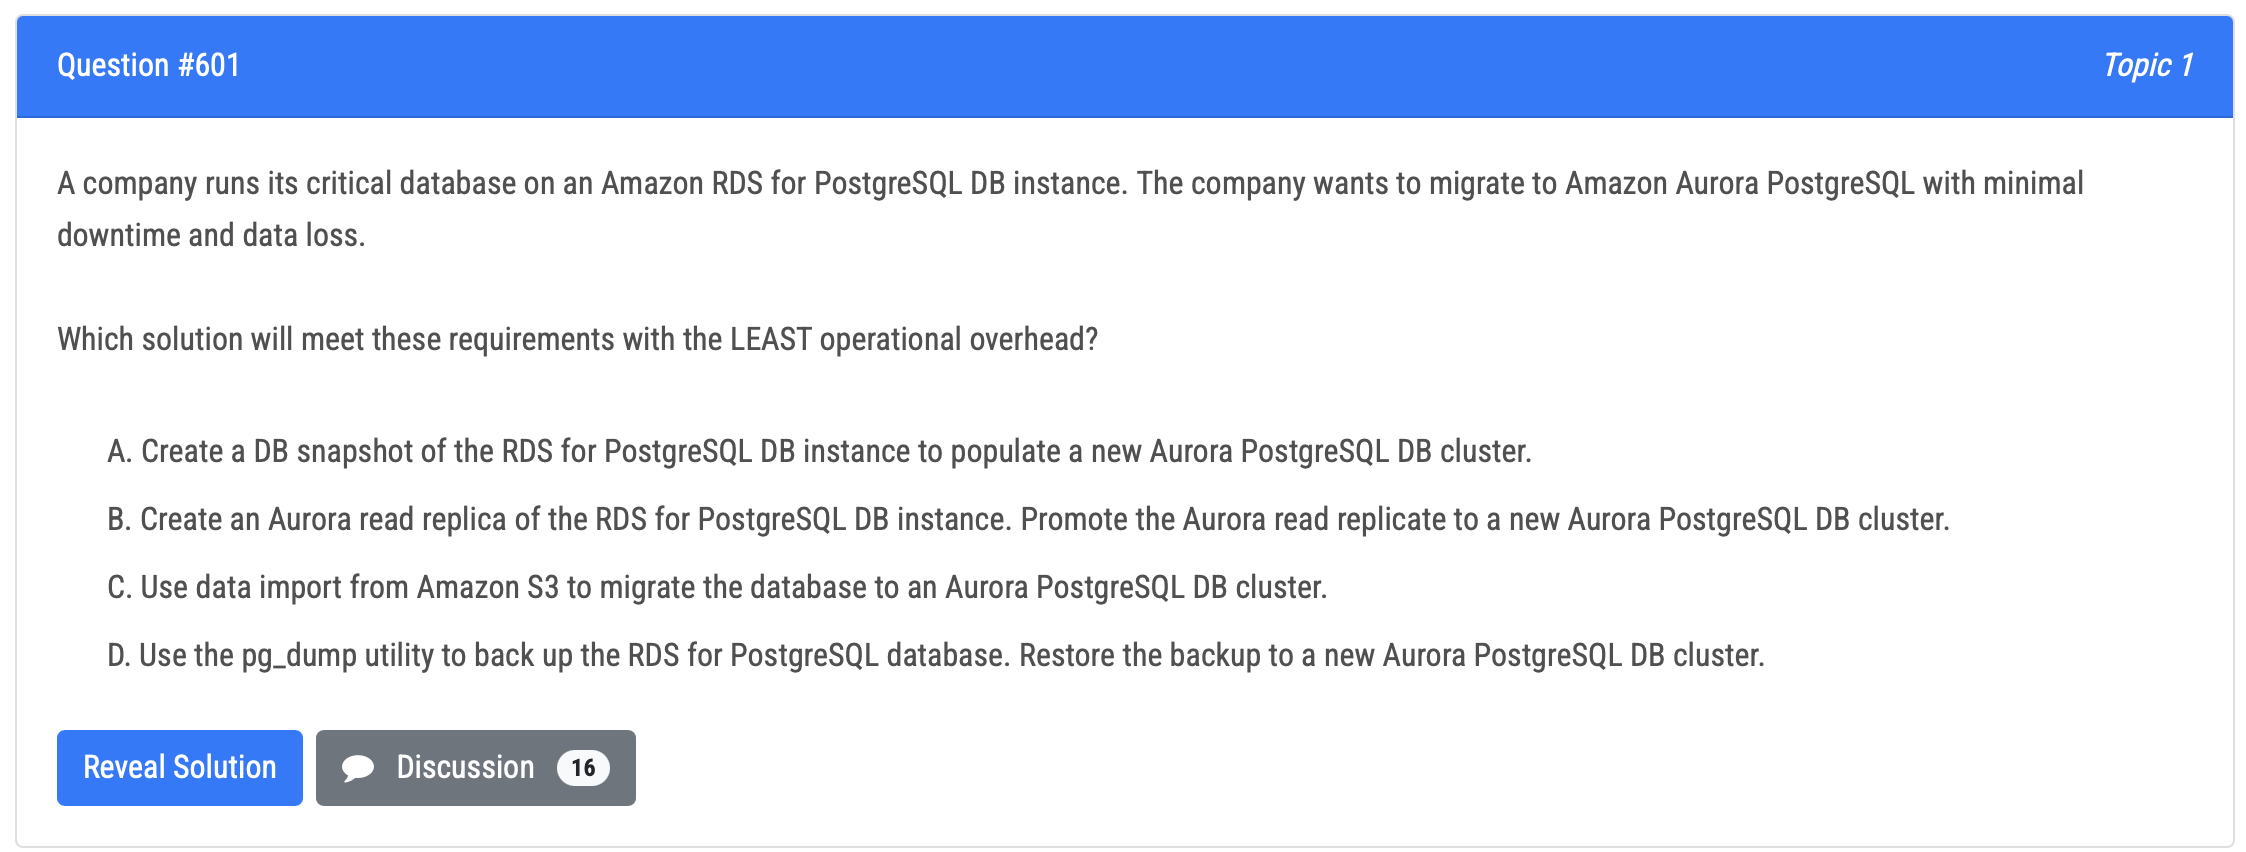 Question #601
Topic 1
A company runs its critical database on an Amazon RDS for PostgreSQL DB instance. The company wants to migrate to Amazon Aurora PostgreSQL with minimal
downtime and data loss.
Which solution will meet these requirements with the LEAST operational overhead?
A. Create a DB snapshot of the RDS for PostgreSQL DB instance to populate a new Aurora PostgreSQL DB cluster.
B. Create an Aurora read replica of the RDS for PostgreSQL DB instance. Promote the Aurora read replicate to a new Aurora PostgreSQL DB cluster.
C. Use data import from Amazon S3 to migrate the database to an Aurora PostgreSQL DB cluster.
D. Use the pg_dump utility to back up the RDS for PostgreSQL database. Restore the backup to a new Aurora PostgreSQL DB cluster.
Reveal Solution
Discussion 16